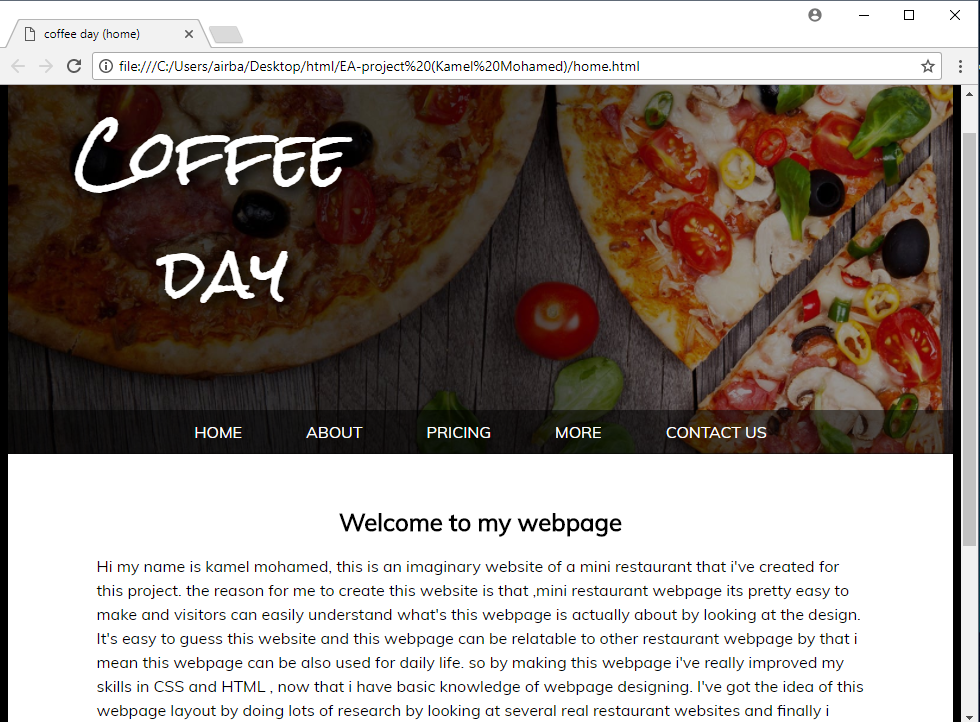 coffee day (home)
file:///C:/Users/airba/Desktop/html/EA-project%20(Kamel%20Mohamed)/home.html
Coffee
day
HOME ABOUT PRICING MORE CONTACT US
Welcome to my webpage
Hi my name is kamel mohamed, this is an imaginary website of a mini restaurant that i've created for
this project. the reason for me to create this website is that ,mini restaurant webpage its pretty easy to
make and visitors can easily understand what's this webpage is actually about by looking at the design.
It's easy to guess this website and this webpage can be relatable to other restaurant webpage by that i
mean this webpage can be also used for daily life. so by making this webpage i've really improved my
skills in CSS and HTML , now that i have basic knowledge of webpage designing. I've got the idea of this
webpage layout by doing lots of research by looking at several real restaurant websites and finally i